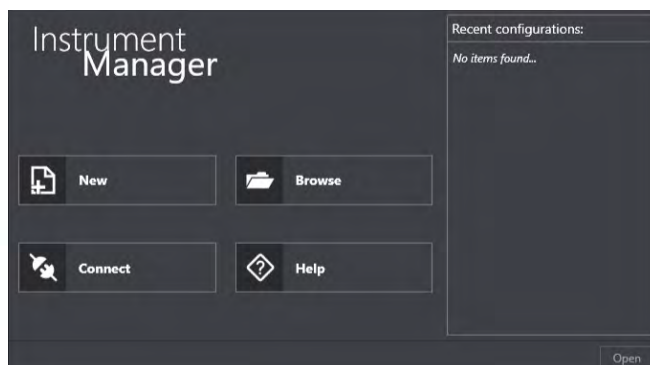 Instrument
Manager
Recent configurations:
No items found...
New
Browse
Connect
Help
Open